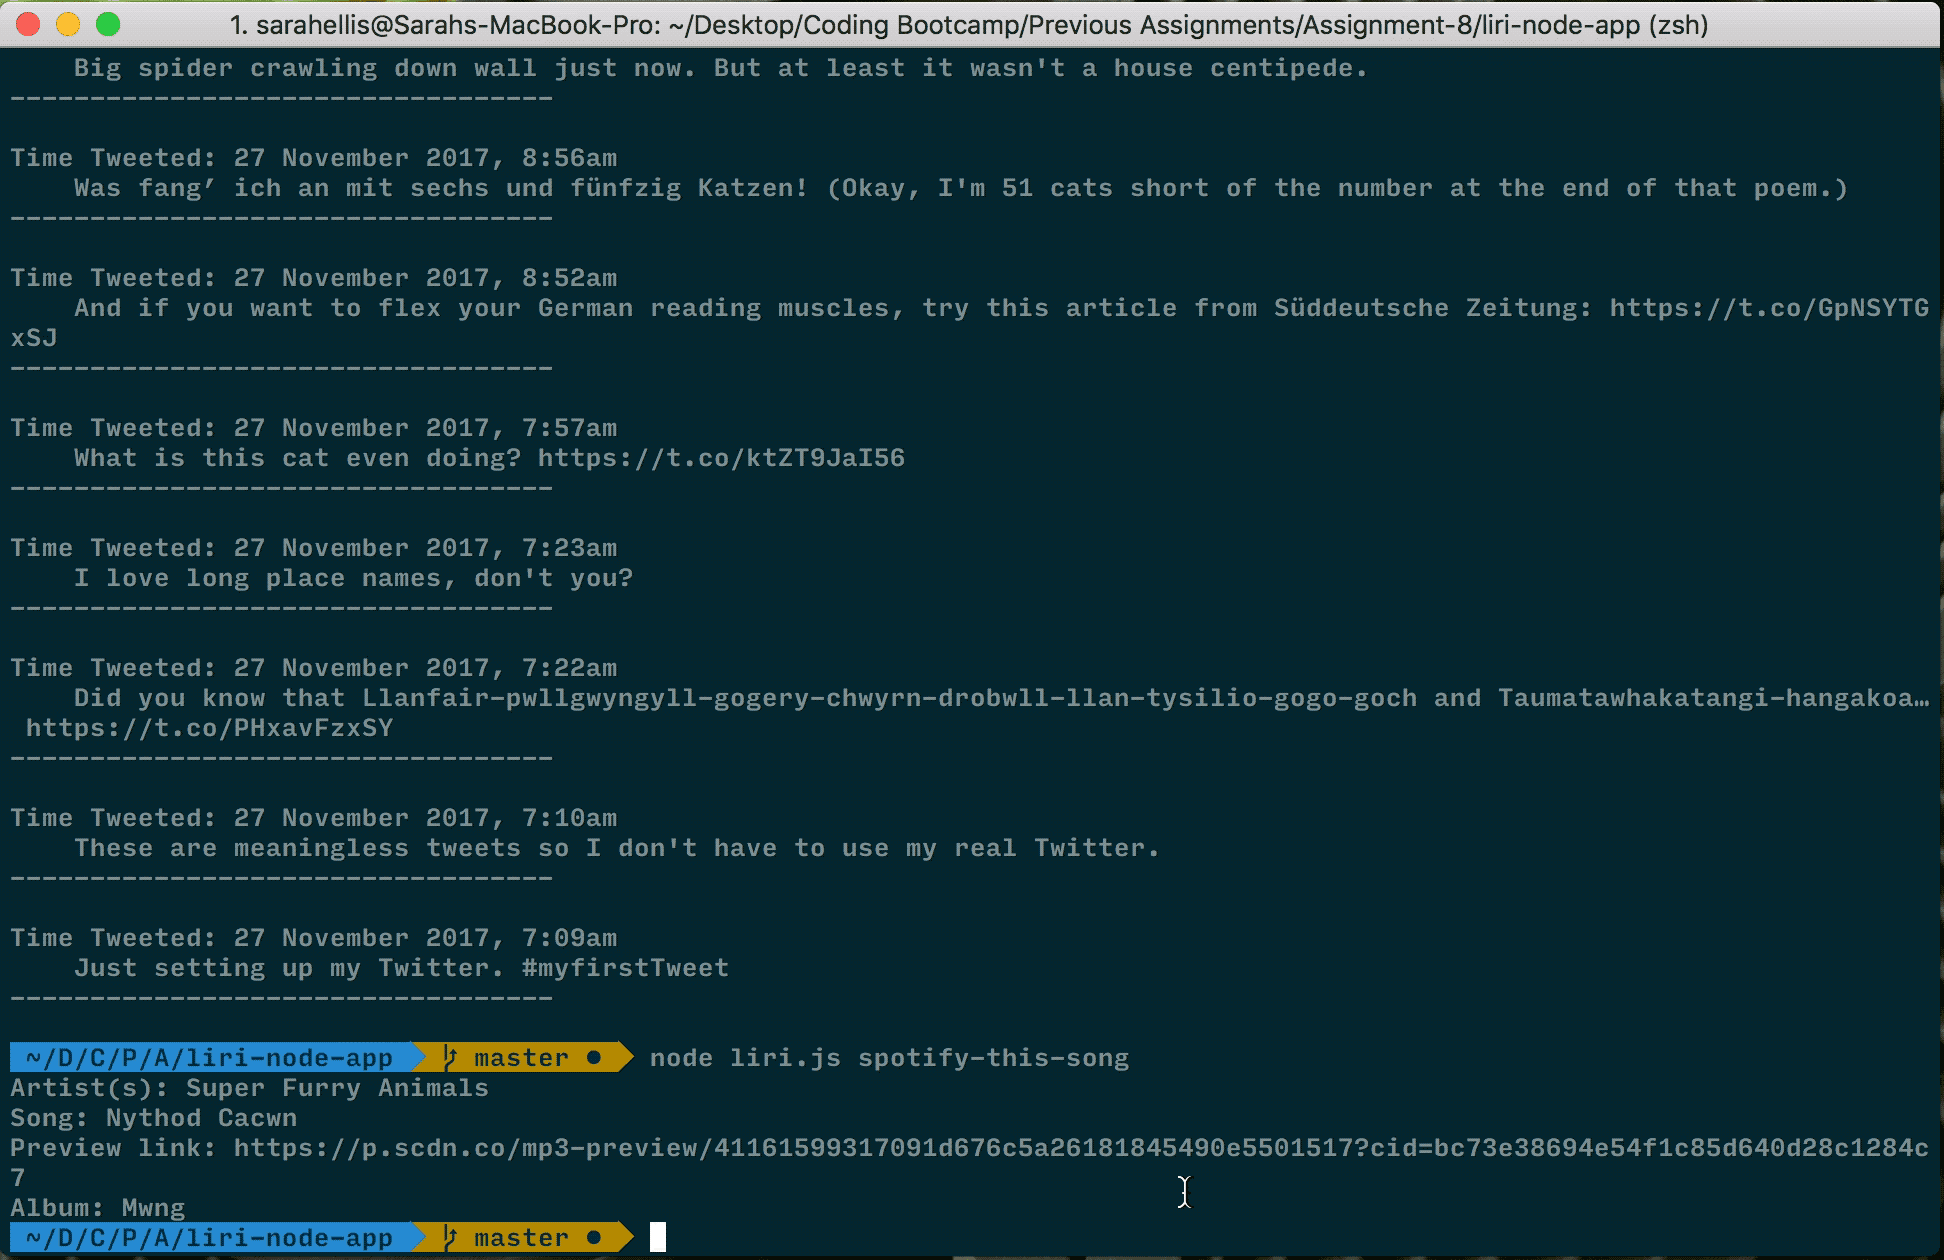 1. sarahellis@Sarahs-MacBook-Pro: ~/Desktop/Coding Bootcamp/Previous Assignments/Assignment-8/liri-node-app (zsh)
Big spider crawling down wall just now. But at least it wasn't a house centipede.
----------------------------------
Time Tweeted: 27 November 2017, 8:56am
Was fang’ ich an mit sechs und fünfzig Katzen! (Okay, I'm 51 cats short of the number at the end of that poem.)
----------------------------------
Time Tweeted: 27 November 2017, 8:52am
And if you want to flex your German reading muscles, try this article from Süddeutsche Zeitung: https://t.co/GpNSYTG
xSJ
----------------------------------
Time Tweeted: 27 November 2017, 7:57am
What is this cat even doing? https://t.co/ktZT9JaI56
----------------------------------
Time Tweeted: 27 November 2017, 7:23am
I love long place names, don't you?
----------------------------------
Time Tweeted: 27 November 2017, 7:22am
Did you know that Llanfair-pwllgwyngyll-gogery-chwyrn-drobwll-llan-tysilio-gogo-goch and Taumatawhakatangi-hangakoa…
https://t.co/PHxavFzxSY
----------------------------------
Time Tweeted: 27 November 2017, 7:10am
These are meaningless tweets so I don't have to use my real Twitter.
----------------------------------
Time Tweeted: 27 November 2017, 7:09am
Just setting up my Twitter. #myfirstTweet
----------------------------------
~/D/C/P/A/liri-node-app master ● node liri.js spotify-this-song
Artist(s): Super Furry Animals
Song: Nythod Cacwn
Preview link: https://p.scdn.co/mp3-preview/41161599317091d676c5a26181845490e5501517?cid=bc73e38694e54f1c85d640d28c1284c
7
Album: Mwng
~/D/C/P/A/liri-node-app master ●